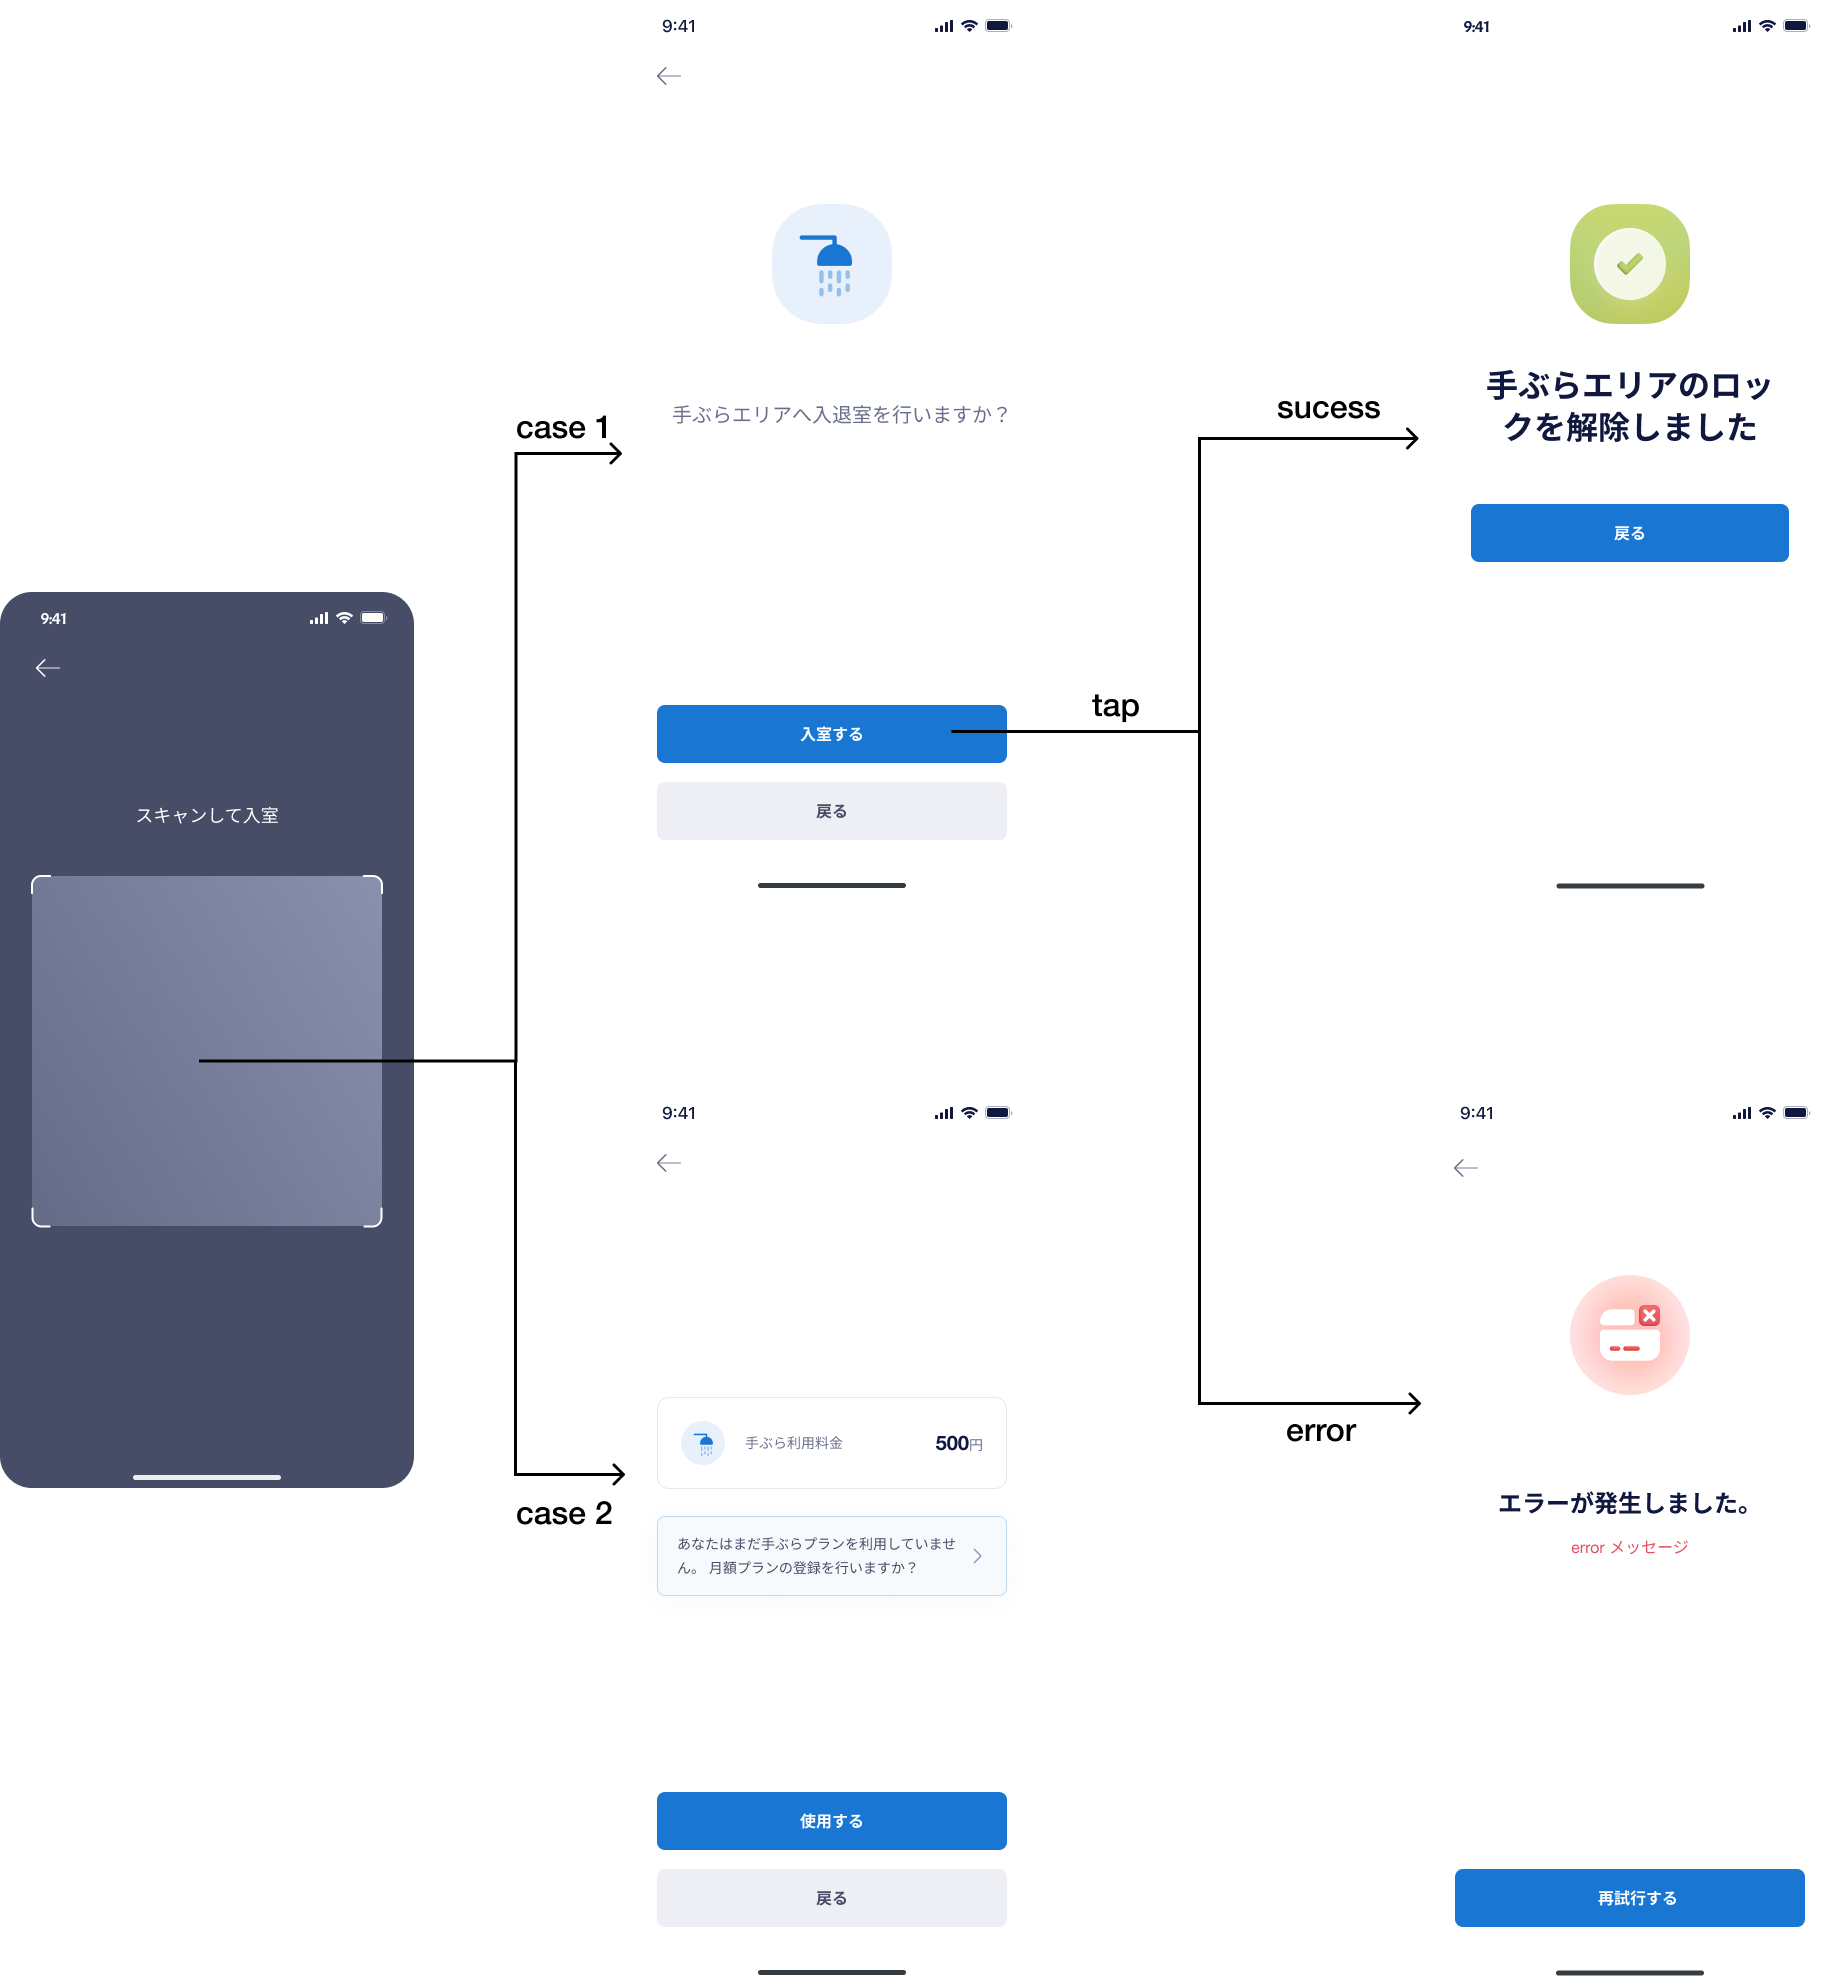 9:41
スキャンして入室
case 1
case 2
9:41
手ぶらエリアへ入退室を行いますか？
入室する
戻る
tap
9:41
手ぶら利用料金
500円
あなたはまだ手ぶらプランを利用していませ
ん。 月額プランの登録を行いますか？
使用する
戻る
sucess
error
9:41
手ぶらエリアのロッ
クを解除しました
戻る
9:41
エラーが発生しました。
error メッセージ
再試行する